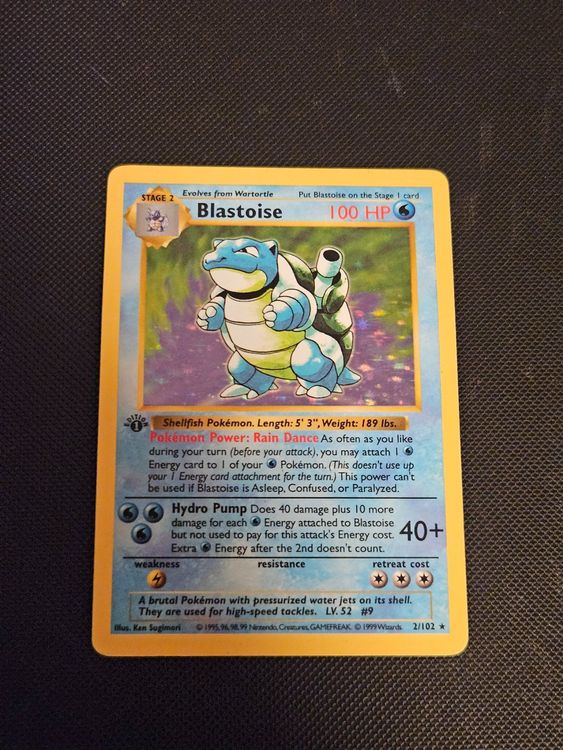 Evolves from Wartortle Put Blastoise on the Stage 1 card
STAGE 2
Blastoise 100 HP
EDITION
1
Shellfish Pokémon. Length: 5' 3", Weight: 189 lbs.
Pokémon Power: Rain Dance As often as you like
during your turn (before your attack), you may attach 1
Energy card to 1 of your Pokémon. (This doesn't use up
your 1 Energy card attachment for the turn.) This power can't
be used if Blastoise is Asleep, Confused, or Paralyzed.
Hydro Pump Does 40 damage plus 10 more
damage for each Energy attached to Blastoise
but not used to pay for this attack's Energy cost.
Extra Energy after the 2nd doesn't count.
40+
weakness resistance retreat cost
A brutal Pokémon with pressurized water jets on its shell.
They are used for high-speed tackles. LV. 52 #9
Illus. Ken Sugimori © 1995, 96, 98, 99 Nintendo, Creatures, GAMEFREAK. © 1999 Wizards. 2/102 ★